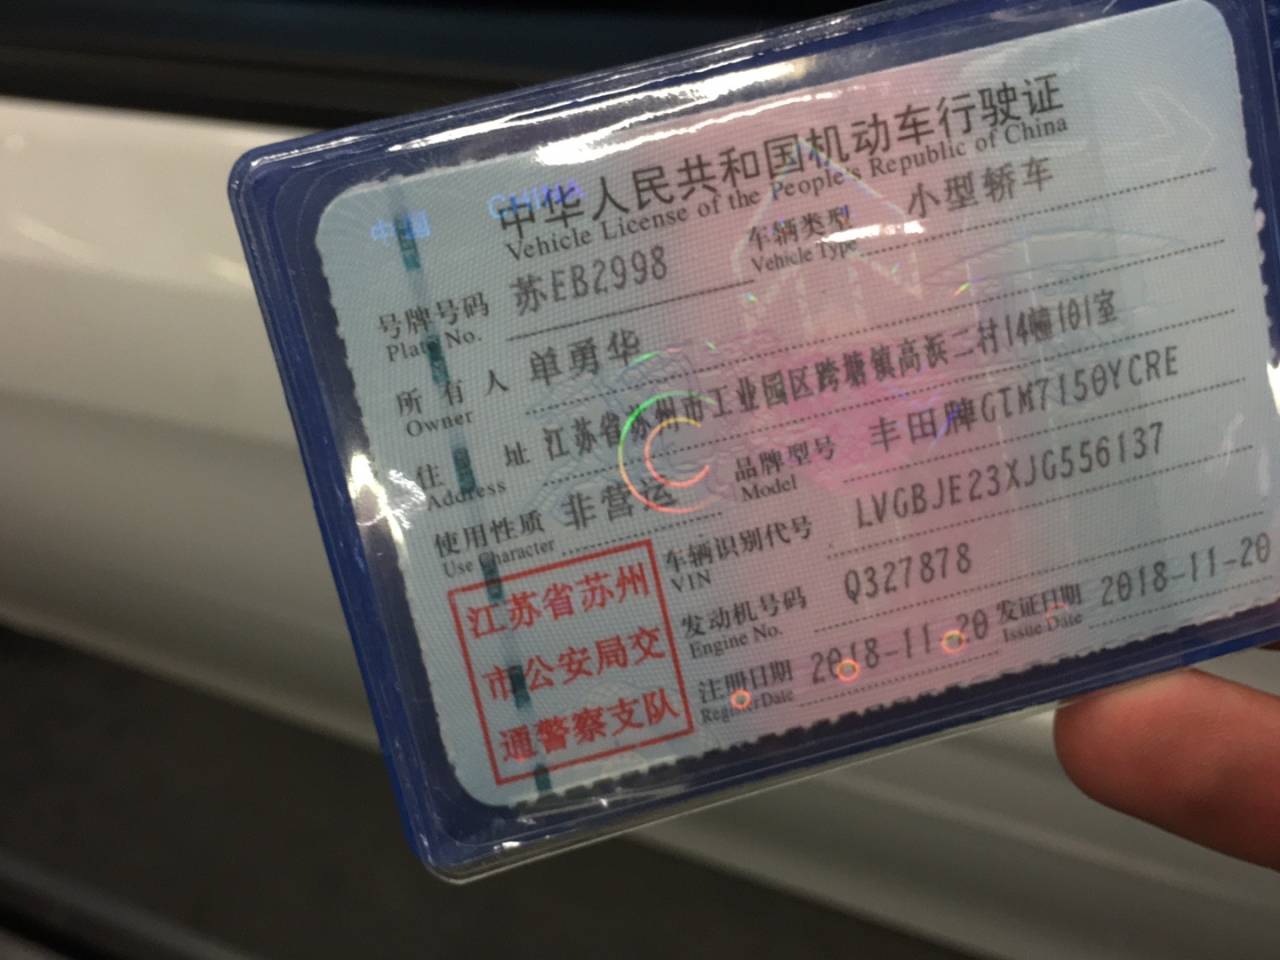 中国 CHINA
中华人民共和国机动车行驶证
Vehicle License of the People's Republic of China
号牌号码 苏EB2998 车辆类型 小型轿车
Plate No. Vehicle Type
所有人 单勇华
Owner
住址 江苏省苏州市工业园区跨塘镇高浜二村14幢101室
Address
使用性质 非营运 品牌型号 丰田牌GTM7150YCRE
Use Character Model
车辆识别代号 LVGBJE23XJG556137
VIN
发动机号码 Q327878
Engine No.
注册日期 2018-11-20 发证日期 2018-11-20
Register Date Issue Date
江苏省苏州
市公安局交
通警察支队